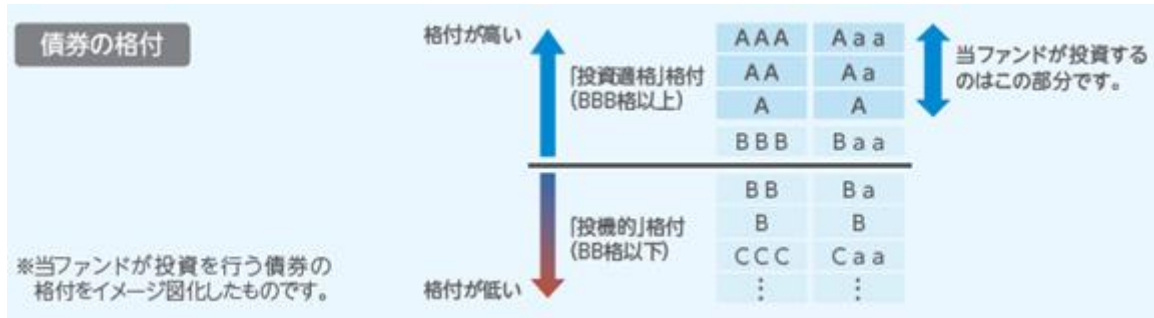 債券の格付
格付が高い
「投資適格」格付
(BBB格以上)
AAA Aaa
AA Aa
A A
BBB Baa
当ファンドが投資する
のはこの部分です。
「投機的」格付
(BB格以下)
BB Ba
B B
CCC Caa
⋮ ⋮
格付が低い
※当ファンドが投資を行う債券の
格付をイメージ図化したものです。